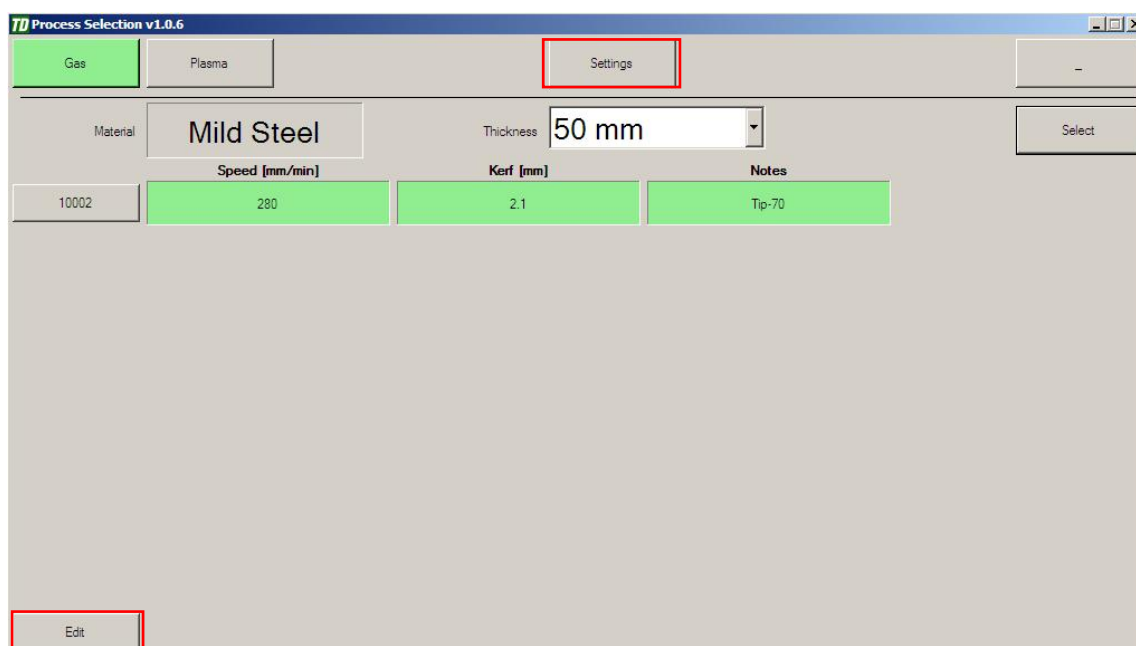 TD Process Selection v1.0.6
Gas Plasma Settings _
Material Mild Steel Thickness 50 mm Select
Speed [mm/min] Kerf [mm] Notes
10002 280 2.1 Tip-70
Edit